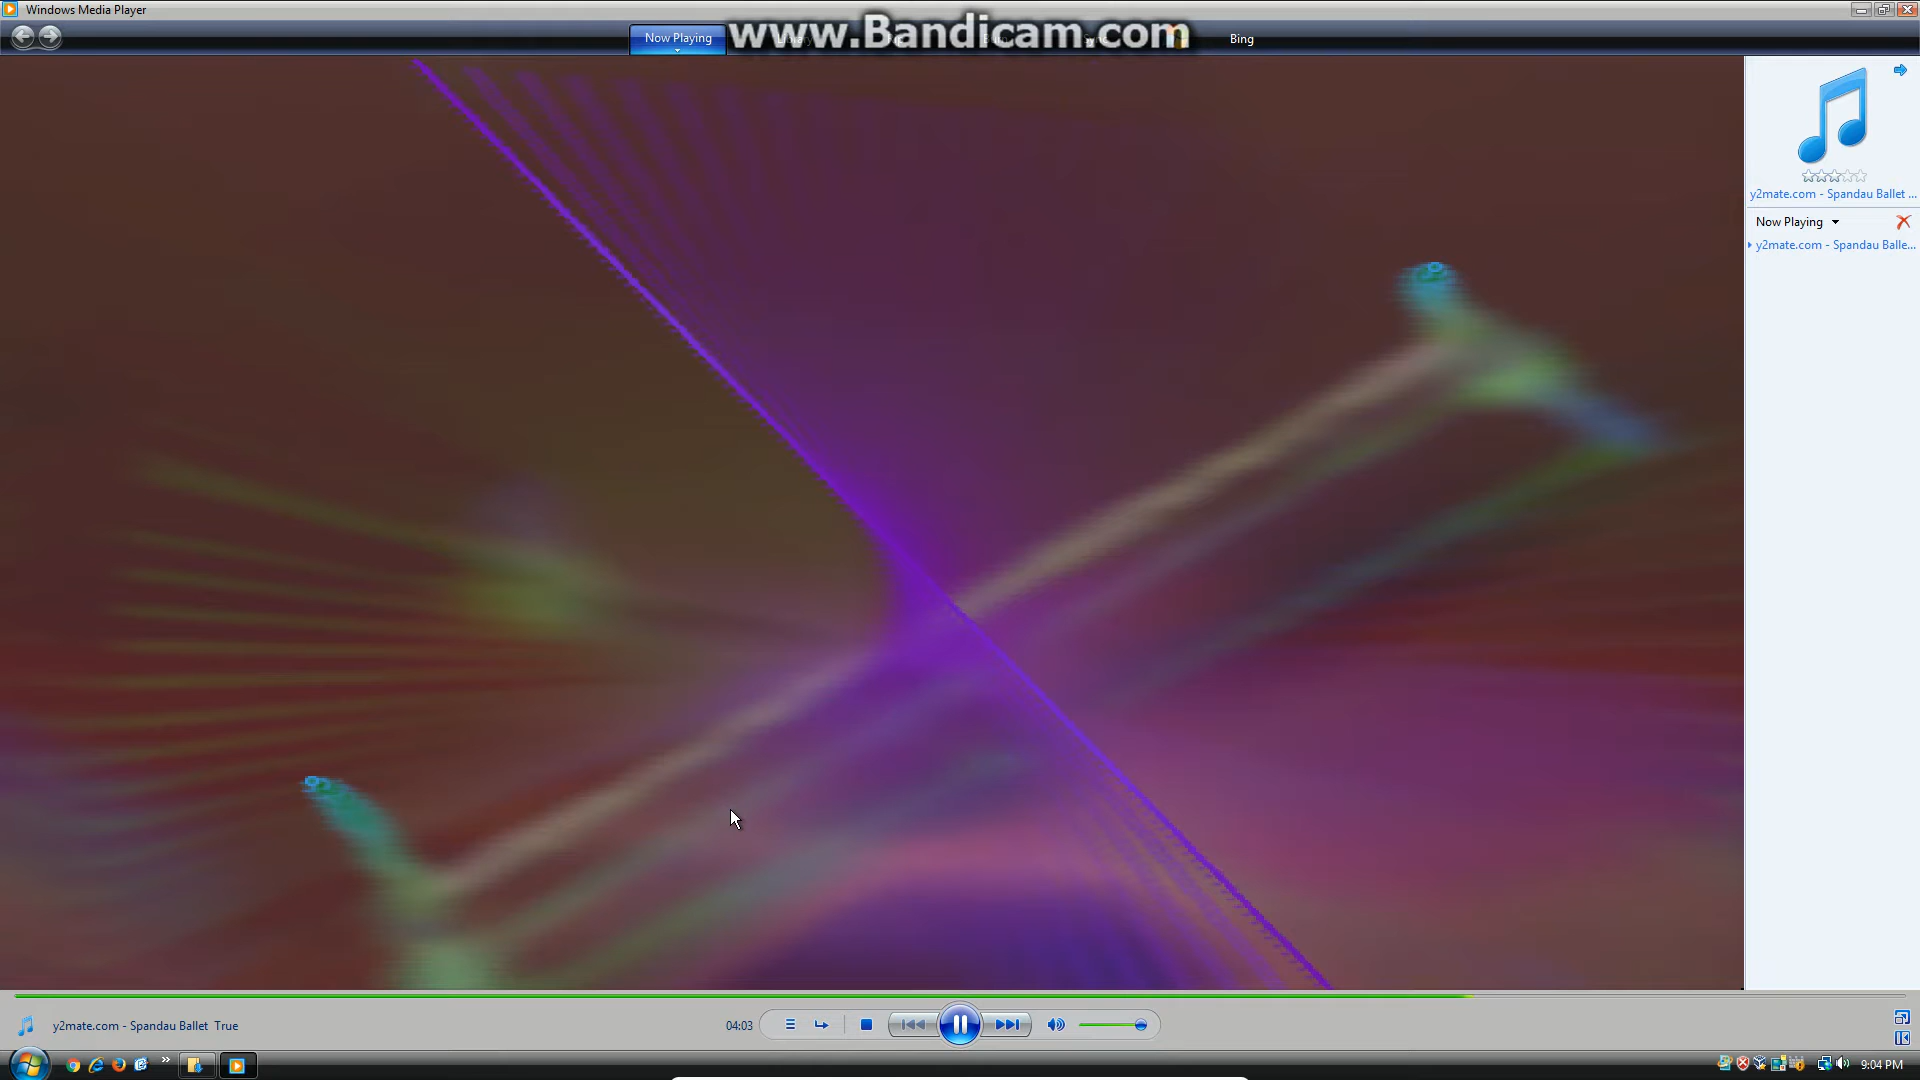 Windows Media Player
Now Playing
www.Bandicam.com
Bing
y2mate.com - Spandau Ballet ...
Now Playing
y2mate.com - Spandau Balle...
y2mate.com - Spandau Ballet True
04:03
9:04 PM